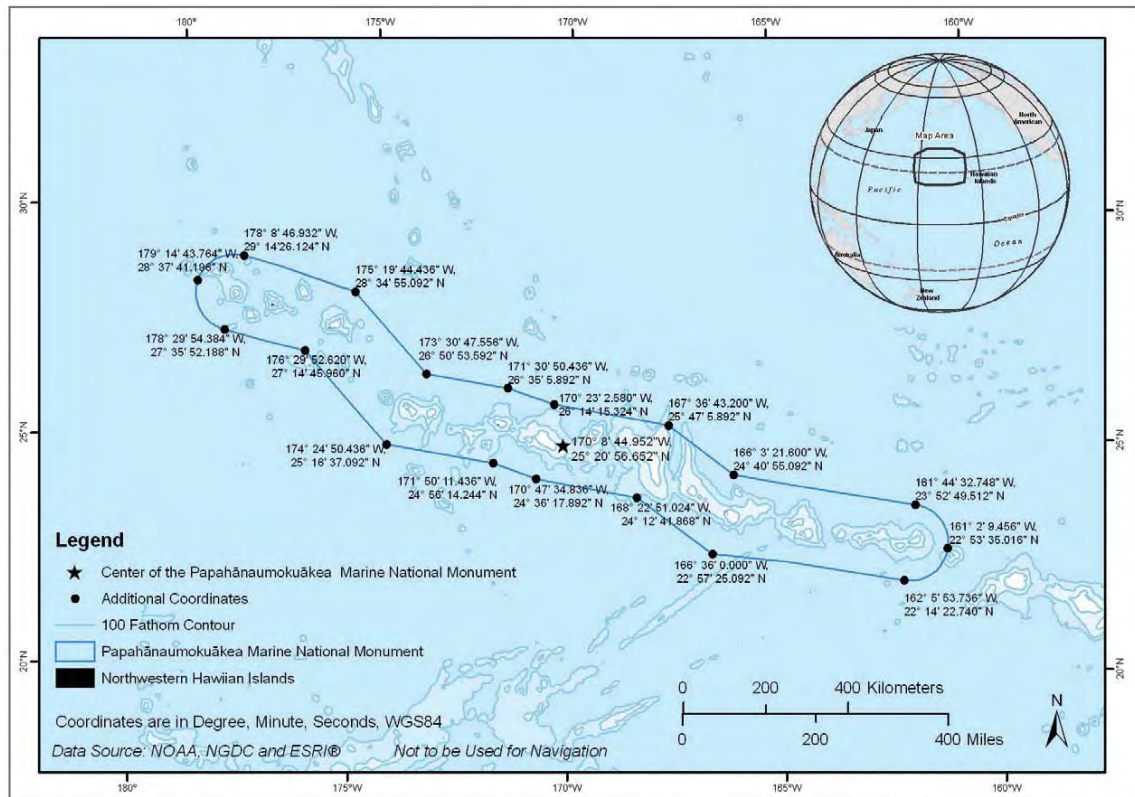 180°
175°W
170°W
165°W
160°W
30°N
25°N
20°N
30°N
25°N
20°N
North
American
Japan
Map Area
Hawaiian
Islands
Pacific
Equator
Ocean
Australia
New
Zealand
178° 8' 46.932" W,
29° 14'26.124" N
179° 14' 43.764" W,
28° 37' 41.196" N
175° 19' 44.436" W,
28° 34' 55.092" N
178° 29' 54.384" W,
27° 35' 52.188" N
176° 29' 52.620" W,
27° 14' 45.960" N
173° 30' 47.556" W,
26° 50' 53.592" N
171° 30' 50.436" W,
26° 35' 5.892" N
170° 23' 2.580" W,
26° 14' 15.324" N
167° 36' 43.200" W,
25° 47' 5.892" N
170° 8' 44.952"W,
25° 20' 56.652" N
166° 3' 21.600" W,
24° 40' 55.092" N
161° 44' 32.748" W,
23° 52' 49.512" N
174° 24' 50.436" W,
25° 16' 37.092" N
171° 50' 11.436" W,
24° 56' 14.244" N
170° 47' 34.836" W,
24° 36' 17.892" N
168° 22' 51.024" W,
24° 12' 41.868" N
161° 2' 9.456" W,
22° 53' 35.016" N
166° 36' 0.000" W,
22° 57' 25.092" N
162° 5' 53.736" W,
22° 14' 22.740" N
Legend
Center of the Papahānaumokuākea Marine National Monument
Additional Coordinates
100 Fathom Contour
Papahānaumokuākea Marine National Monument
Northwestern Hawiian Islands
Coordinates are in Degree, Minute, Seconds, WGS84
Data Source: NOAA, NGDC and ESRI® Not to be Used for Navigation
0 200 400 Kilometers
0 200 400 Miles
N
180°
175°W
170°W
165°W
160°W